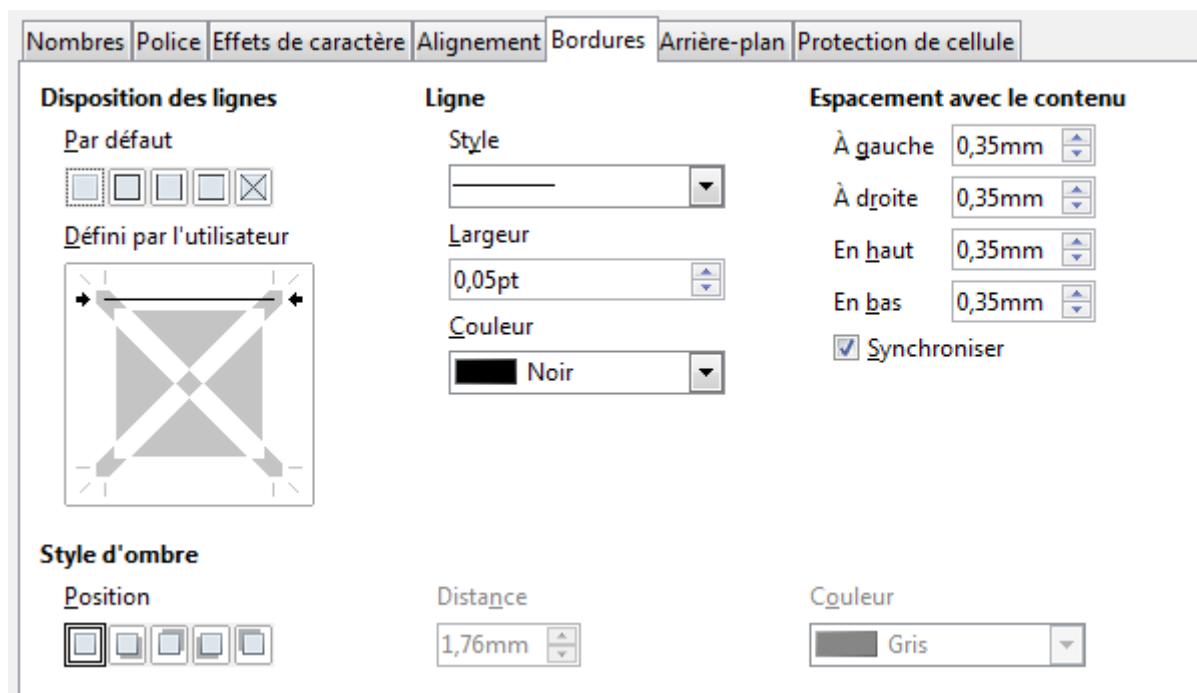 Nombres Police Effets de caractère Alignement Bordures Arrière-plan Protection de cellule
Disposition des lignes
Par défaut
Défini par l'utilisateur
Ligne
Style
Largeur
0,05pt
Couleur
Noir
Espacement avec le contenu
À gauche 0,35mm
À droite 0,35mm
En haut 0,35mm
En bas 0,35mm
Synchroniser
Style d'ombre
Position
Distance
1,76mm
Couleur
Gris